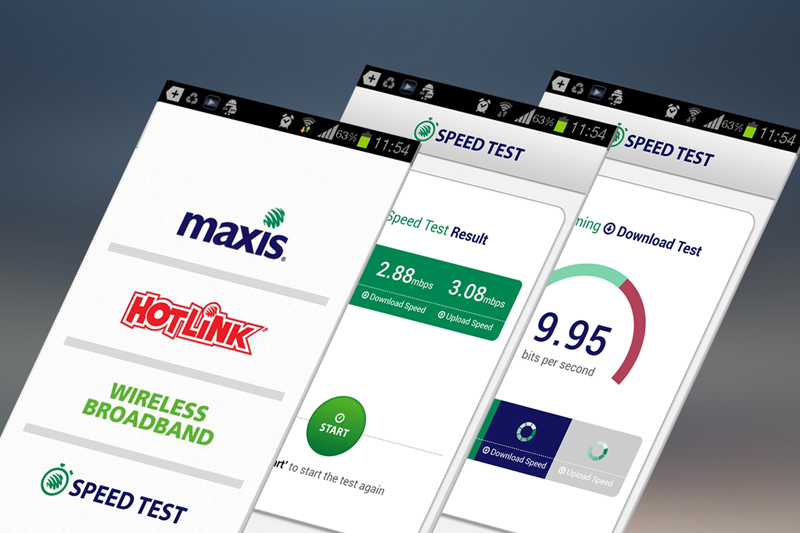 63% 11:54
maxis
HOTLINK
WIRELESS
BROADBAND
SPEED TEST
63% 11:54
SPEED TEST
Speed Test Result
2.88mbps 3.08mbps
Download Speed Upload Speed
START
art' to start the test again
63% 11:54
SPEED TEST
ming Download Test
9.95
bits per second
Download Speed Upload Speed